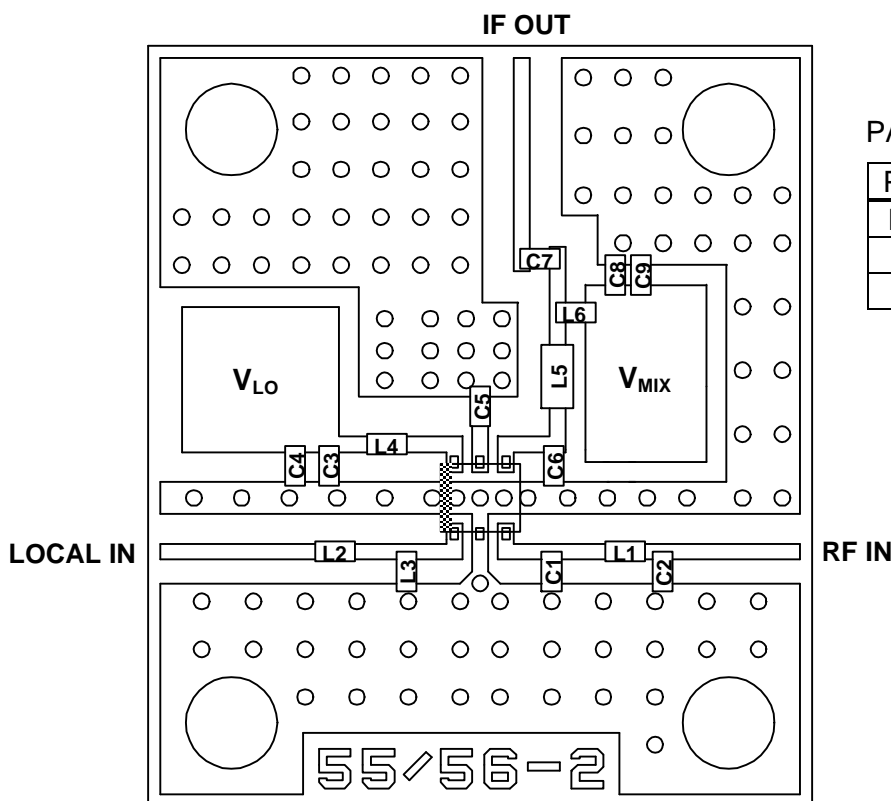 IF OUT
PA
C7
C8
C9
L6
V_LO
L5
V_MIX
C5
L4
C4
C3
C6
LOCAL IN
L2
L3
C1
L1
C2
RF IN
55/56-2